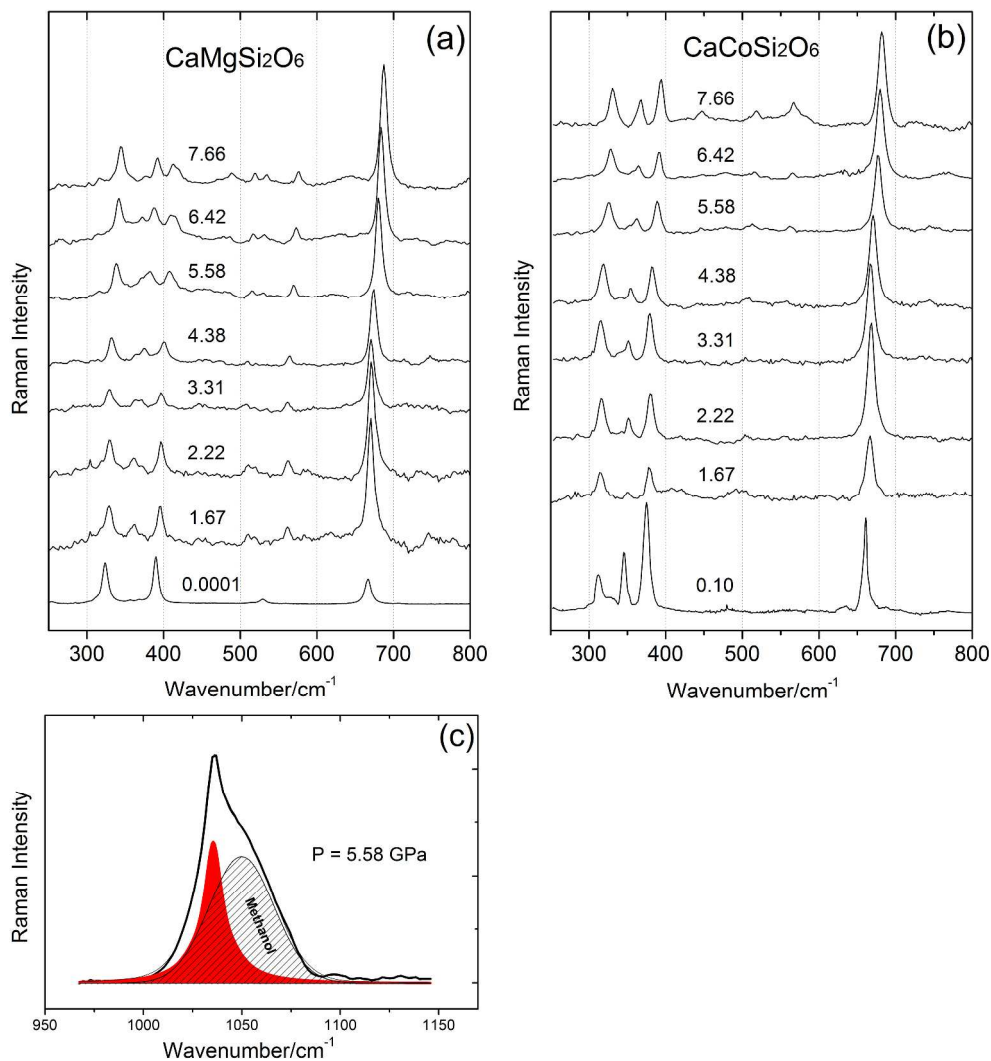 (a)
CaMgSi2O6
7.66
6.42
5.58
4.38
3.31
2.22
1.67
0.0001
Raman Intensity
300 400 500 600 700 800
Wavenumber/cm-1
(b)
CaCoSi2O6
7.66
6.42
5.58
4.38
3.31
2.22
1.67
0.10
Raman Intensity
300 400 500 600 700 800
Wavenumber/cm-1
(c)
P = 5.58 GPa
Methanol
Raman Intensity
950 1000 1050 1100 1150
Wavenumber/cm-1